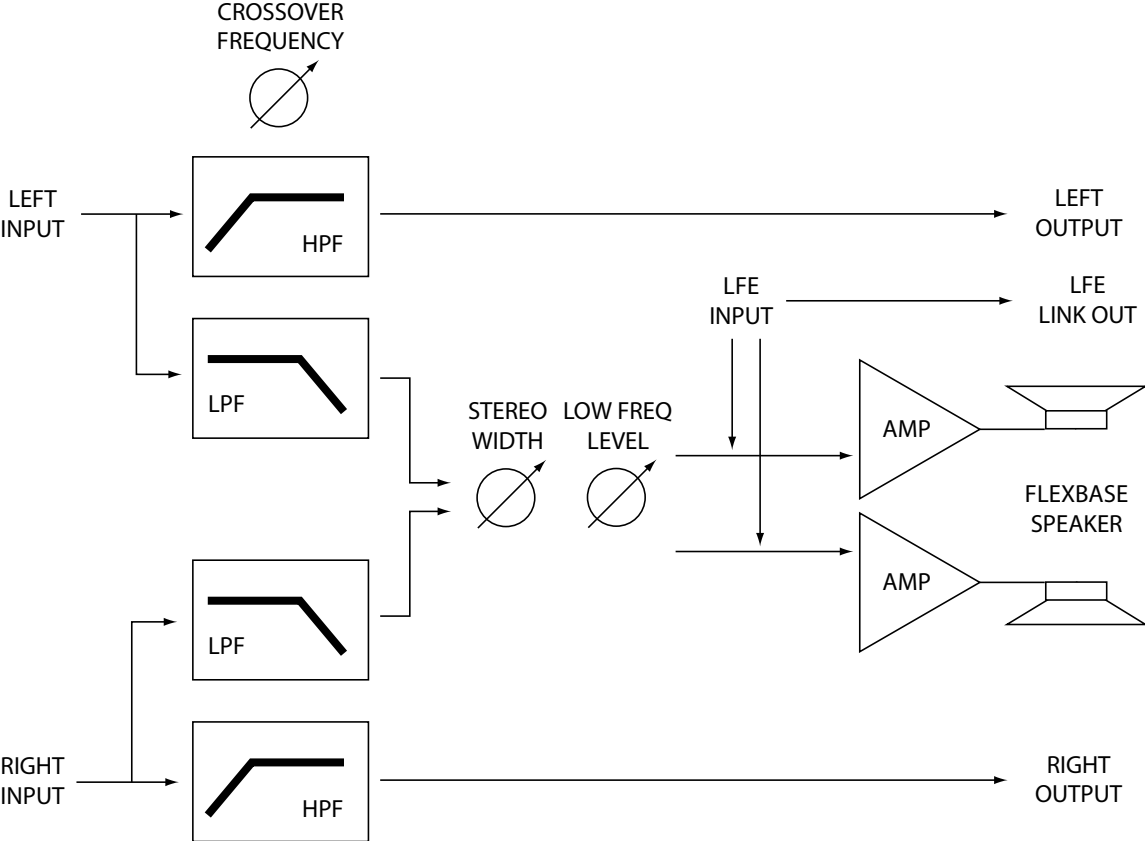 CROSSOVER
FREQUENCY
LEFT
INPUT
HPF
LEFT
OUTPUT
LFE
INPUT
LFE
LINK OUT
LPF
STEREO
WIDTH
LOW FREQ
LEVEL
AMP
FLEXBASE
SPEAKER
AMP
LPF
RIGHT
INPUT
HPF
RIGHT
OUTPUT